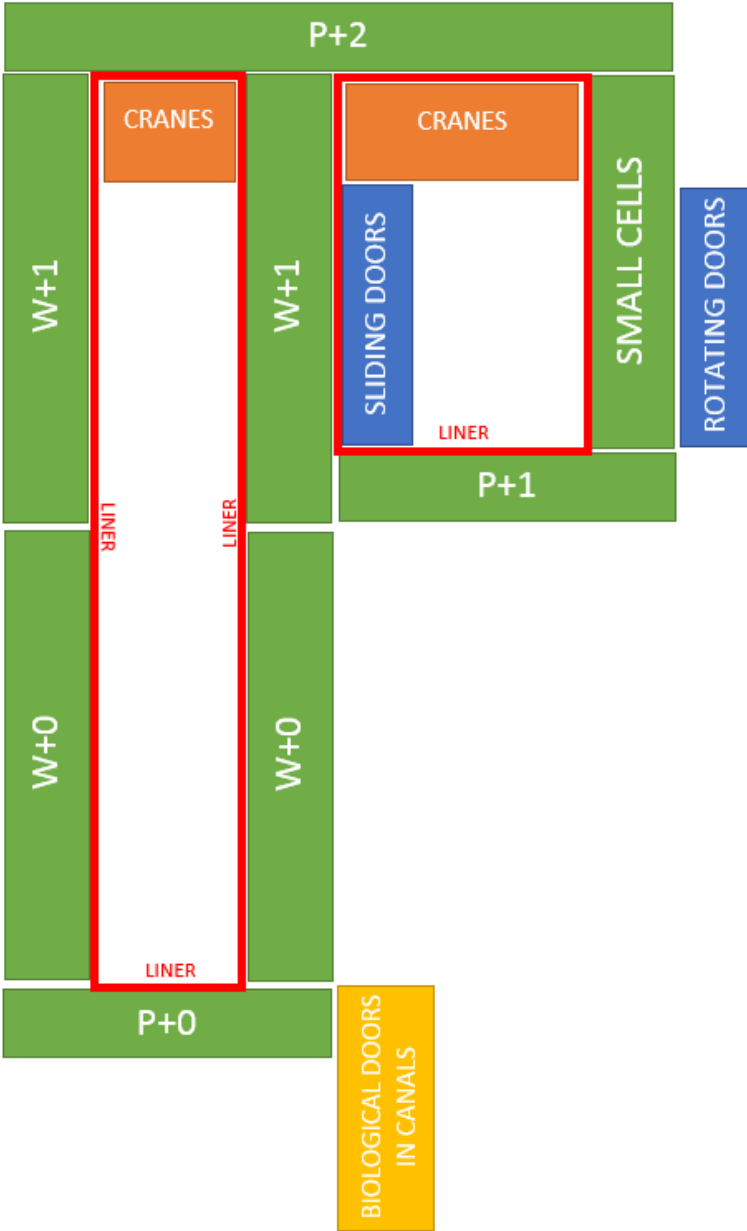 P+2
CRANES
CRANES
W+1
W+1
SLIDING DOORS
SMALL CELLS
ROTATING DOORS
LINER
P+1
LINER
LINER
W+0
W+0
LINER
P+0
BIOLOGICAL DOORS
IN CANALS